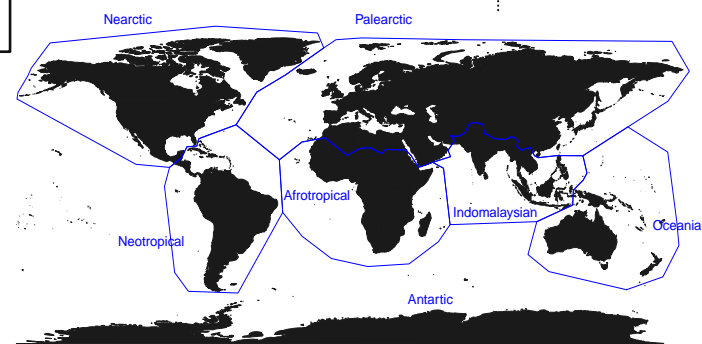 Nearctic
Palearctic
Afrotropical
Indomalaysian
Oceania
Neotropical
Antartic